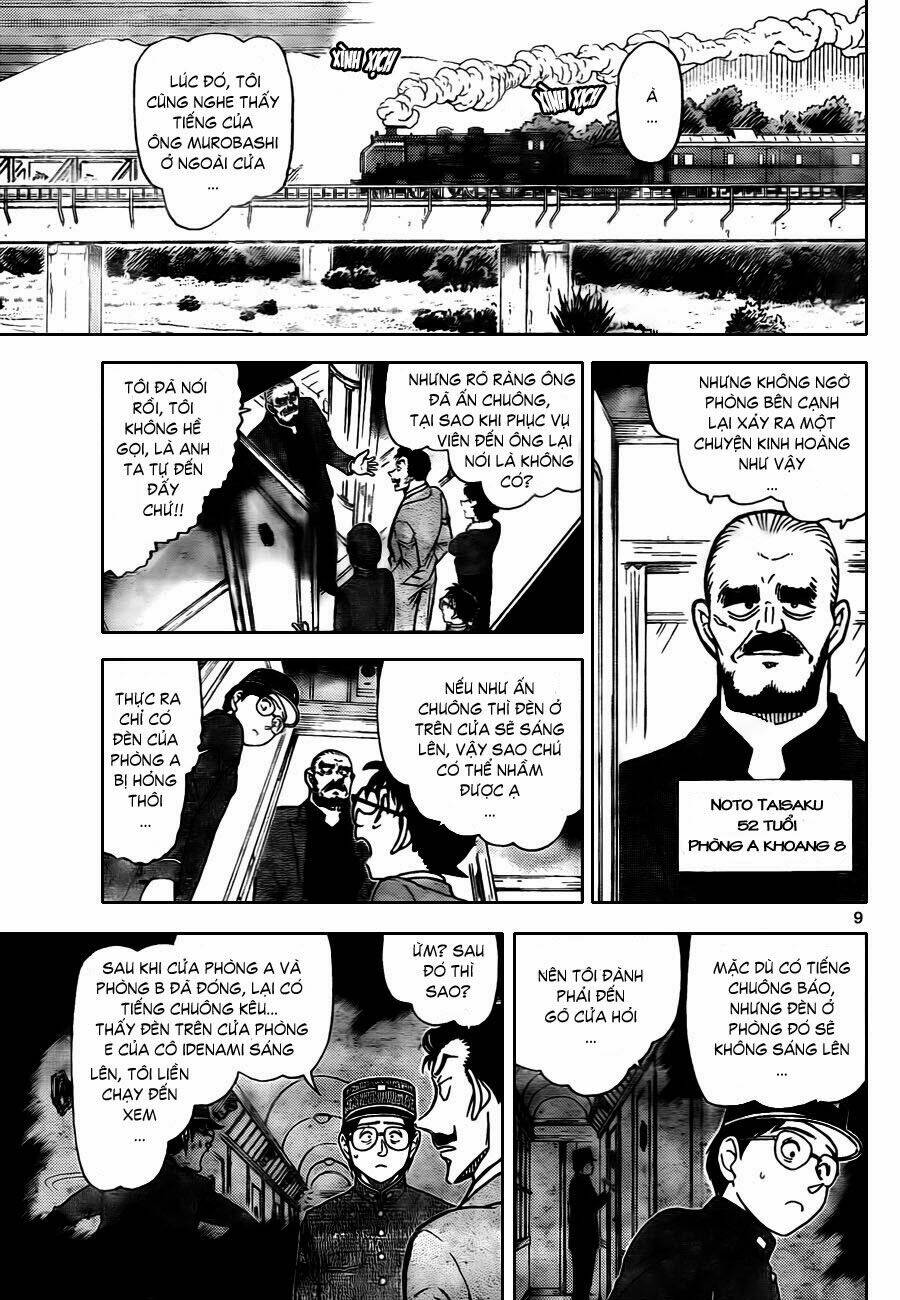 À
...
XÌNH XỊCH
XÌNH XỊCH
LÚC ĐÓ, TÔI
CŨNG NGHE THẤY
TIẾNG CỦA
ÔNG MUROBASHI
Ở NGOÀI CỬA
...
NHƯNG KHÔNG NGỜ
PHÒNG BÊN CẠNH
LẠI XẢY RA MỘT
CHUYỆN KINH HOÀNG
NHƯ VẬY
...
NOTO TAISAKU
52 TUỔI
PHÒNG A KHOANG 8
NHƯNG RÕ RÀNG ÔNG
ĐÃ ẤN CHUÔNG,
TẠI SAO KHI PHỤC VỤ
VIÊN ĐẾN ÔNG LẠI
NÓI LÀ KHÔNG
CÓ?
TÔI ĐÃ NÓI
RỒI, TÔI
KHÔNG HỀ
GỌI, LÀ ANH
TA TỰ ĐẾN
ĐẤY
CHỨ!!
NẾU NHƯ ẤN
CHUÔNG THÌ ĐÈN Ở
TRÊN CỬA SẼ SÁNG
LÊN, VẬY SAO CHÚ
CÓ THỂ NHẦM
ĐƯỢC Ạ
...
THỰC RA
CHỈ CÓ
ĐÈN CỦA
PHÒNG A
BỊ HỎNG
THÔI
...
9
MẶC DÙ CÓ TIẾNG
CHUÔNG BÁO,
NHƯNG ĐÈN Ở
PHÒNG ĐÓ SẼ
KHÔNG SÁNG LÊN
...
NÊN TÔI ĐÀNH
PHẢI ĐẾN
GÕ CỬA HỎI
...
ỪM? SAU
ĐÓ THÌ
SAO?
SAU KHI CỬA PHÒNG A VÀ
PHÒNG B ĐÃ ĐÓNG, LẠI CÓ
TIẾNG CHUÔNG KÊU...
THẤY ĐÈN TRÊN CỬA PHÒNG
E CỦA CÔ IDENAMI SÁNG
LÊN, TÔI LIỀN
CHẠY ĐẾN
XEM
...